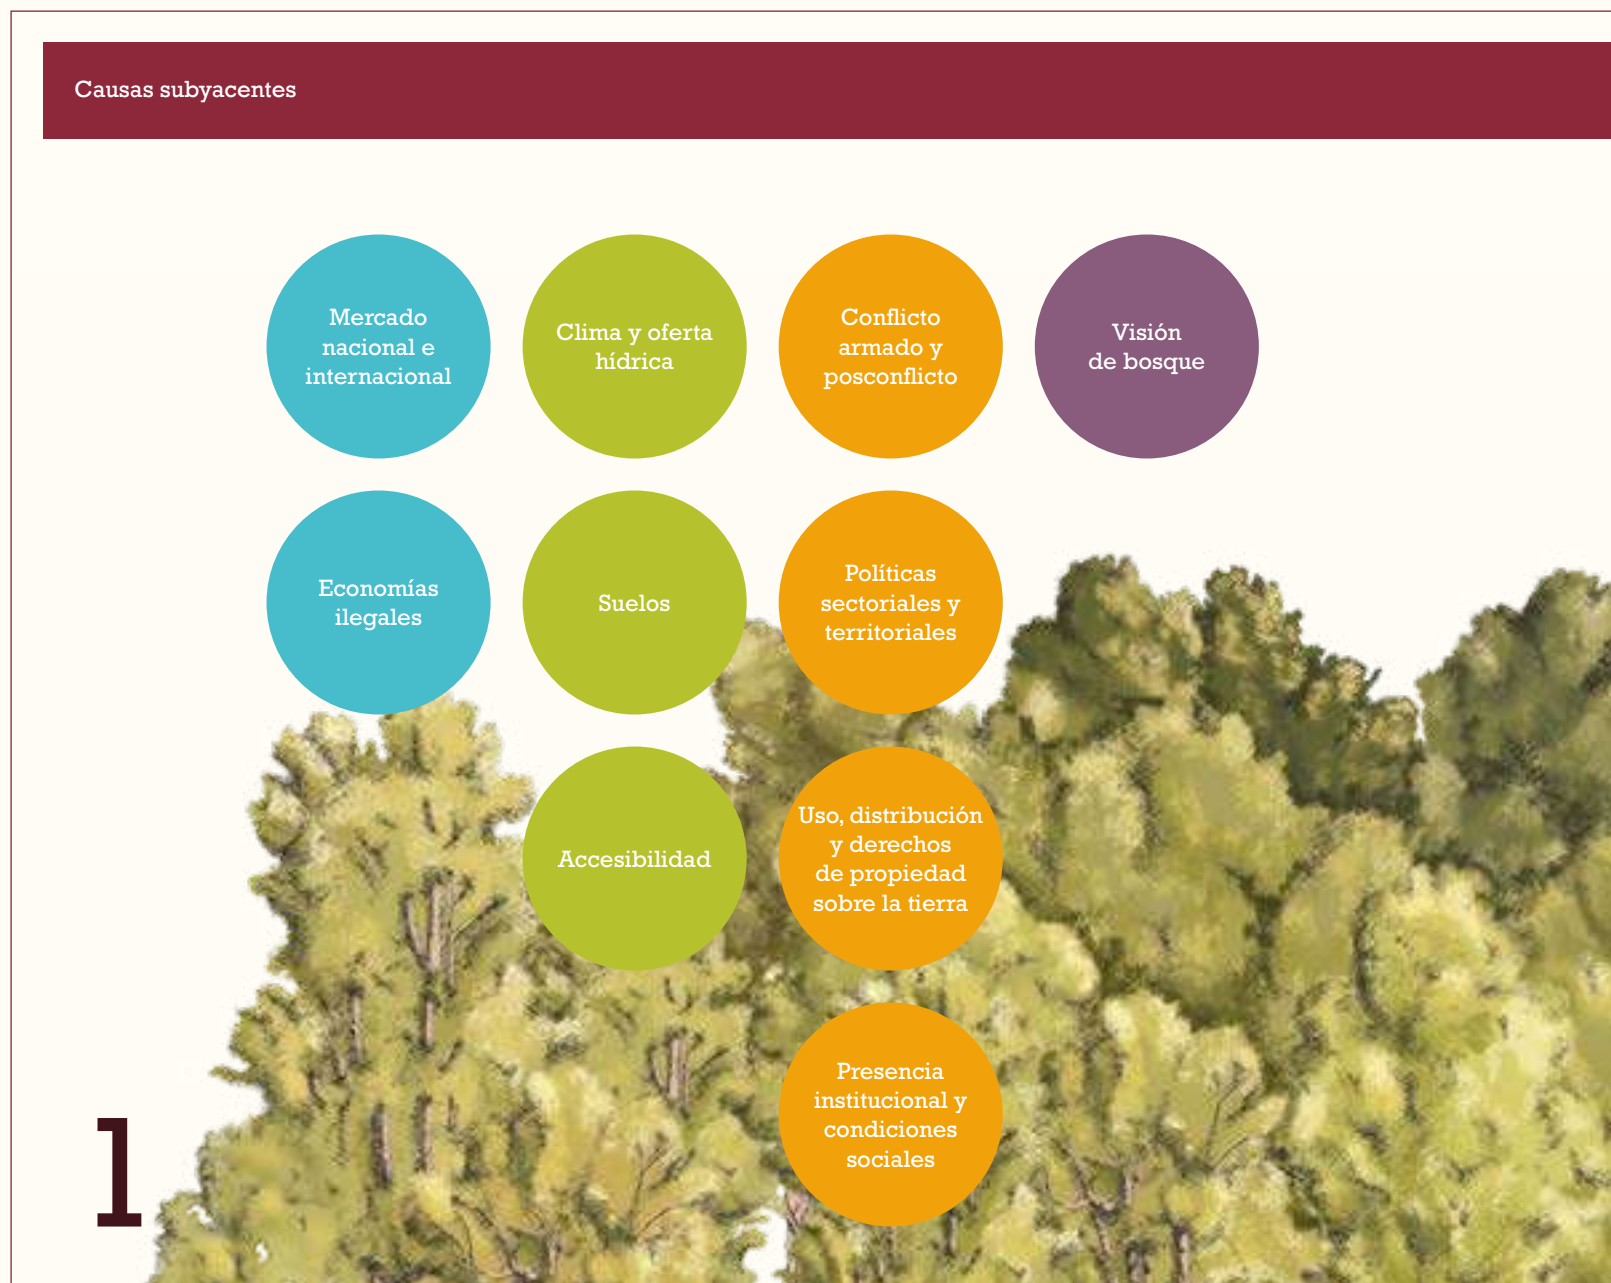 Causas subyacentes
Mercado
nacional e
internacional
Clima y oferta
hídrica
Conflicto
armado y
posconflicto
Visión
de bosque
Economías
ilegales
Suelos
Políticas
sectoriales y
territoriales
Accesibilidad
Uso, distribución
y derechos
de propiedad
sobre la tierra
Presencia
institucional y
condiciones
sociales
1